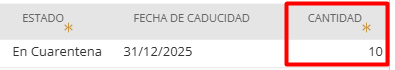 ESTADO * FECHA DE CADUCIDAD CANTIDAD *
En Cuarentena 31/12/2025 10